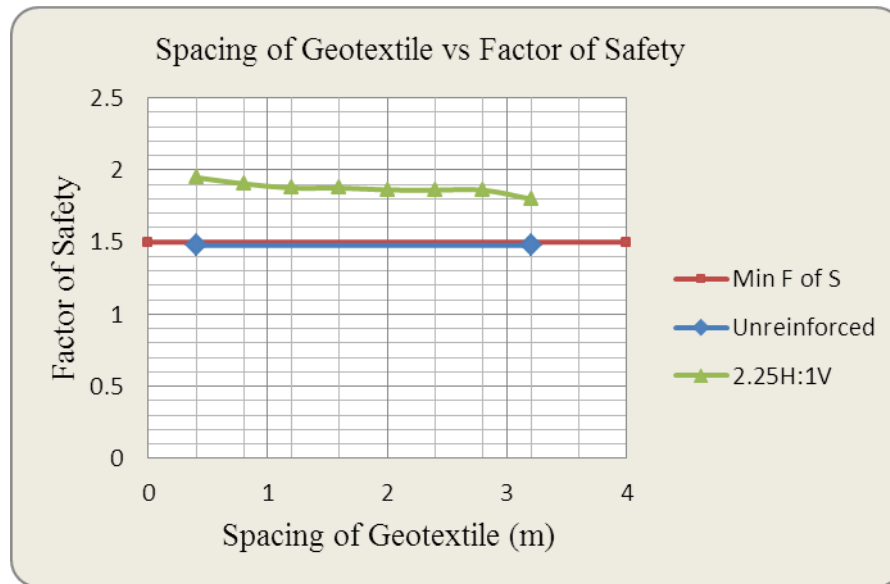 Spacing of Geotextile vs Factor of Safety
2.5
2
1.5
1
0.5
0
Factor of Safety
0 1 2 3 4
Spacing of Geotextile (m)
Min F of S
Unreinforced
2.25H:1V